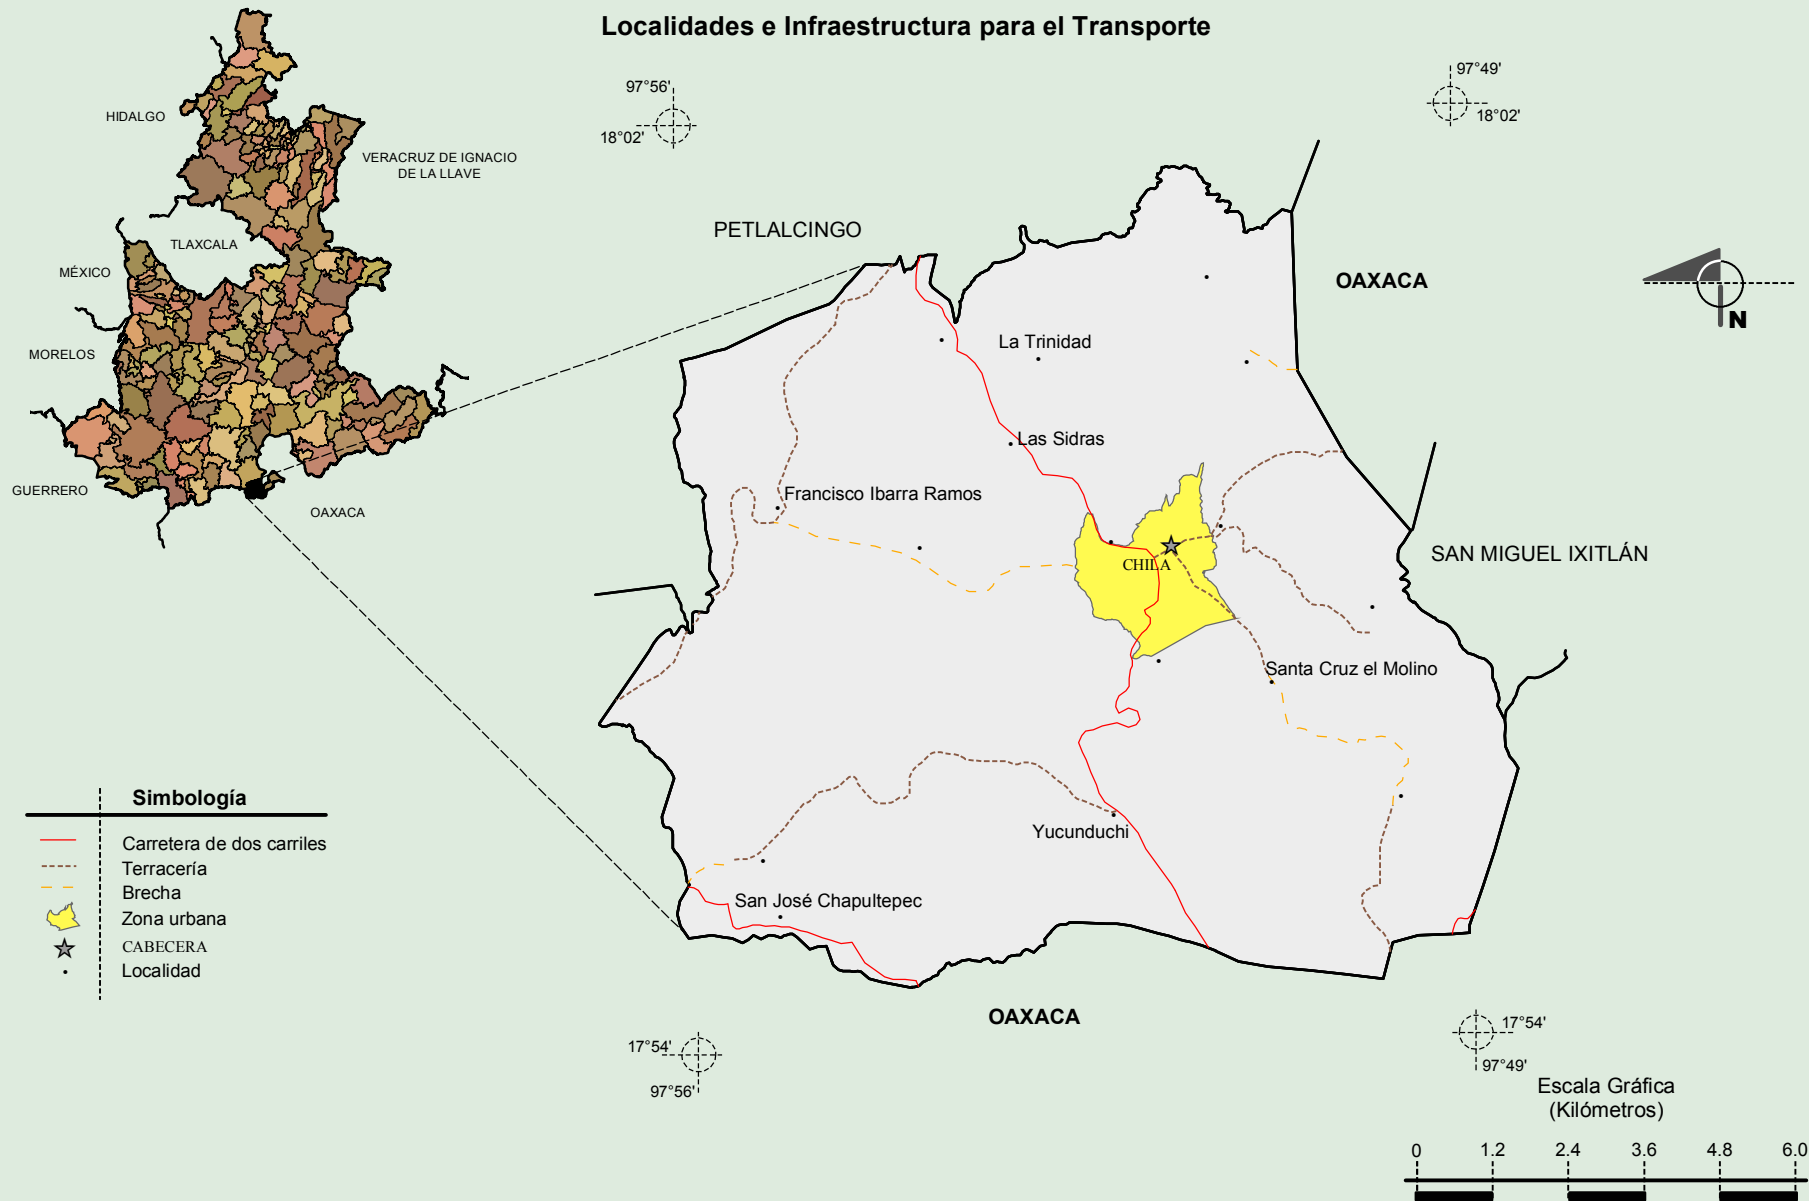 Localidades e Infraestructura para el Transporte
97°56'
18°02'
97°49'
18°02'
HIDALGO
VERACRUZ DE IGNACIO
DE LA LLAVE
TLAXCALA
MÉXICO
MORELOS
GUERRERO
OAXACA
PETLALCINGO
OAXACA
N
La Trinidad
Las Sidras
Francisco Ibarra Ramos
CHILA
SAN MIGUEL IXITLÁN
Santa Cruz el Molino
Yucunduchi
San José Chapultepec
OAXACA
Simbología
Carretera de dos carriles
Terracería
Brecha
Zona urbana
CABECERA
Localidad
17°54'
97°56'
17°54'
97°49'
Escala Gráfica
(Kilómetros)
0 1.2 2.4 3.6 4.8 6.0